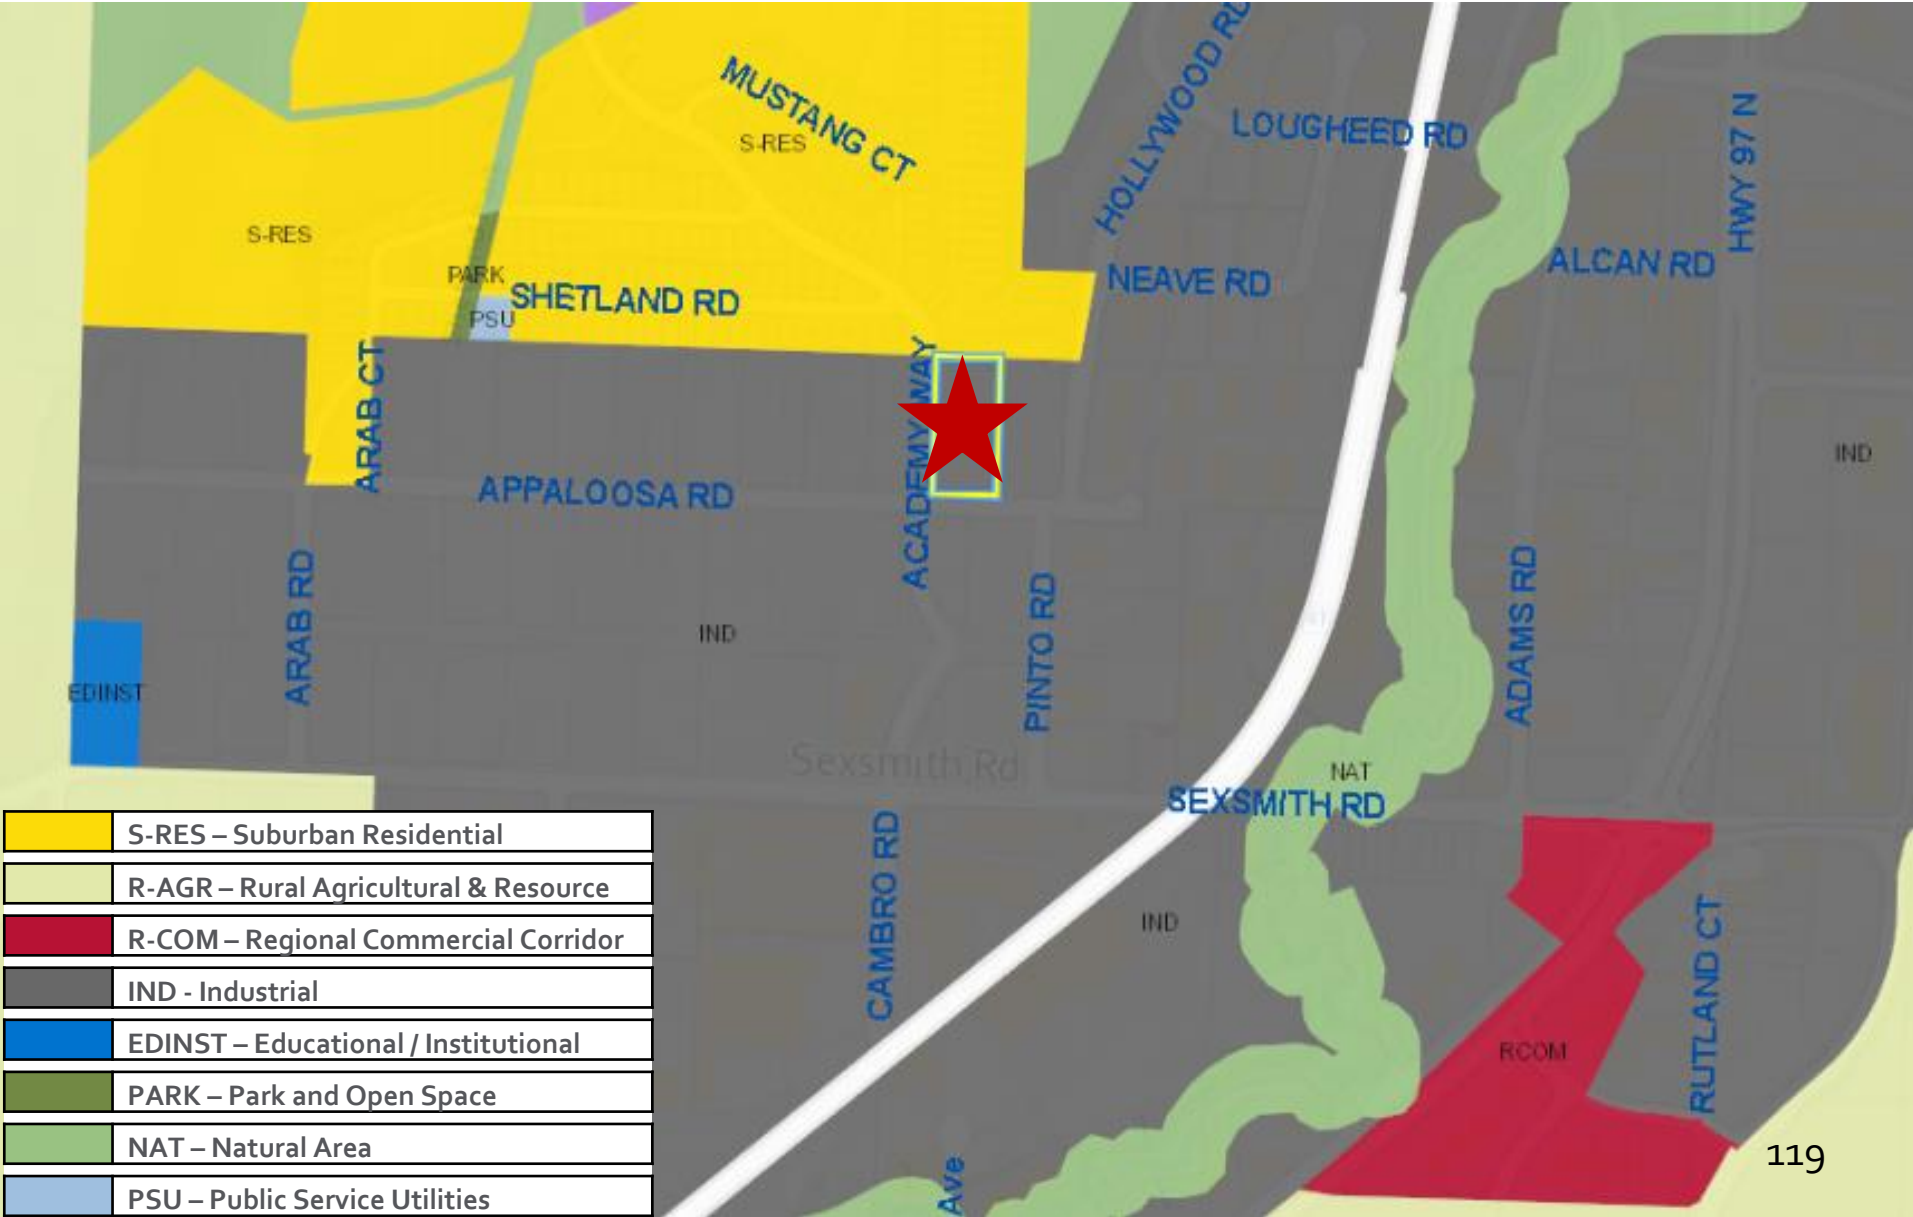 HOLLYWOOD RD
MUSTANG CT
LOUGHEED RD
HWY 97 N
S-RES
S-RES
ALCAN RD
PARK
NEAVE RD
SHETLAND RD
PSU
ARAB CT
ACADEMY WAY
IND
APPALOOSA RD
ARAB RD
PINTO RD
ADAMS RD
IND
EDINST
Sexsmith Rd
NAT
SEXSMITH RD
CAMBRO RD
IND
RUTLAND CT
RCOM
Ave
S-RES – Suburban Residential
R-AGR – Rural Agricultural & Resource
R-COM – Regional Commercial Corridor
IND - Industrial
EDINST – Educational / Institutional
PARK – Park and Open Space
NAT – Natural Area
PSU – Public Service Utilities
119